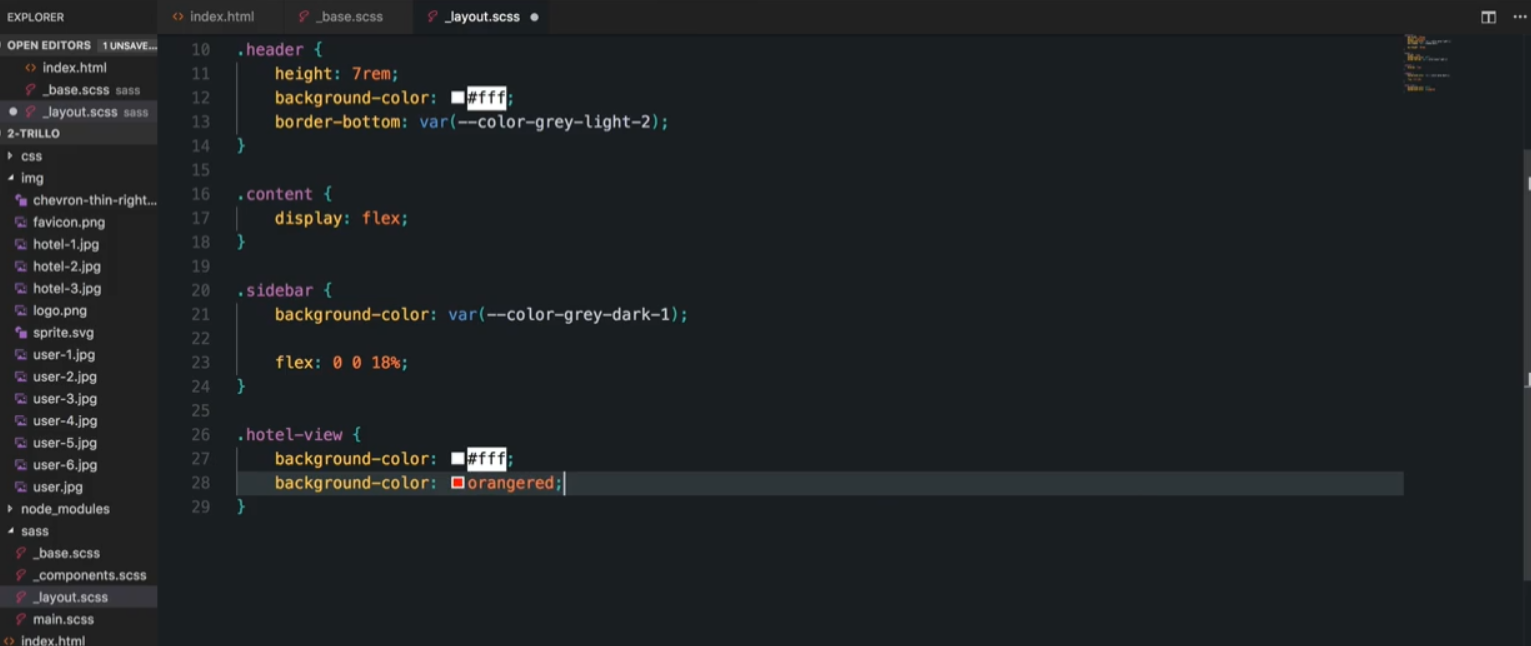 EXPLORER
OPEN EDITORS 1 UNSAVE...
index.html
_base.scss sass
_layout.scss sass
2-TRILLO
css
img
chevron-thin-right...
favicon.png
hotel-1.jpg
hotel-2.jpg
hotel-3.jpg
logo.png
sprite.svg
user-1.jpg
user-2.jpg
user-3.jpg
user-4.jpg
user-5.jpg
user-6.jpg
user.jpg
node_modules
sass
_base.scss
_components.scss
_layout.scss
main.scss
index.html
index.html _base.scss _layout.scss
10 .header {
11 height: 7rem;
12 background-color: #fff;
13 border-bottom: var(--color-grey-light-2);
14 }
15
16 .content {
17 display: flex;
18 }
19
20 .sidebar {
21 background-color: var(--color-grey-dark-1);
22
23 flex: 0 0 18%;
24 }
25
26 .hotel-view {
27 background-color: #fff;
28 background-color: orangered;
29 }